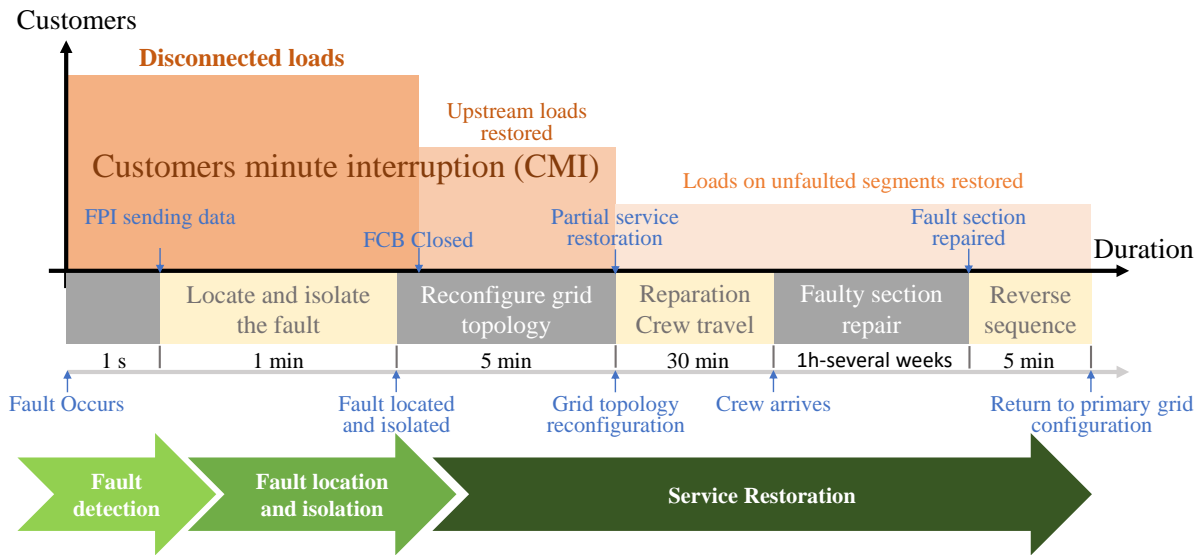 Customers
Disconnected loads
Upstream loads
restored
Customers minute interruption (CMI)
Loads on unfaulted segments restored
FPI sending data
FCB Closed
Partial service
restoration
Fault section
repaired
Duration
Locate and isolate
the fault
Reconfigure grid
topology
Reparation
Crew travel
Faulty section
repair
Reverse
sequence
1 s
1 min
5 min
30 min
1h-several weeks
5 min
Fault Occurs
Fault located
and isolated
Grid topology
reconfiguration
Crew arrives
Return to primary grid
configuration
Fault
detection
Fault location
and isolation
Service Restoration